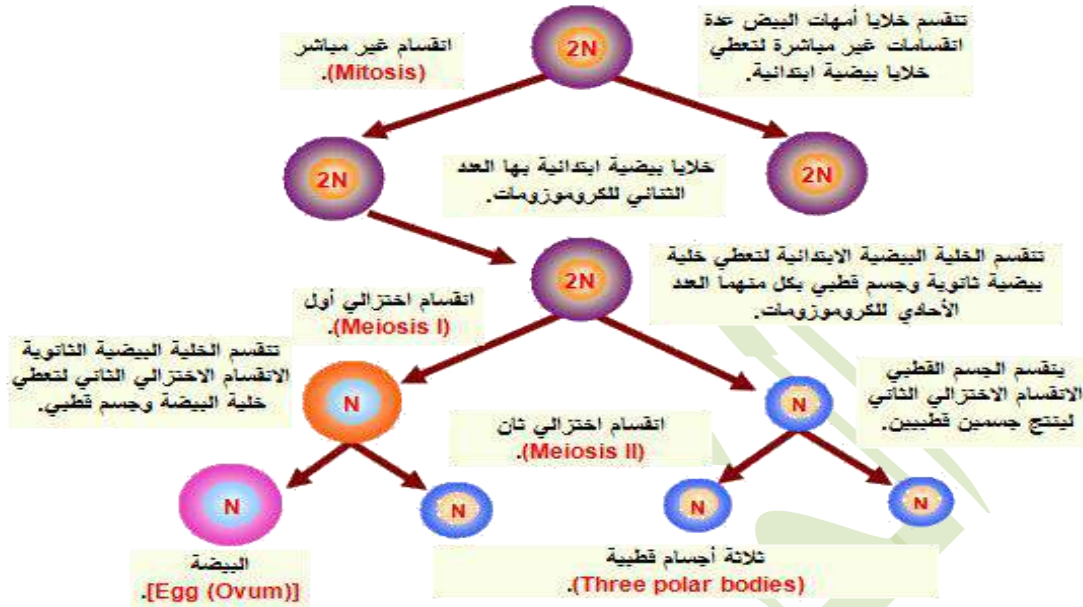 تنقسم خلايا أمهات البيض عدة
انقسامات غير مباشرة لتعطي
خلايا بيضية ابتدائية.
2N
انقسام غير مباشر
(Mitosis).
2N
خلايا بيضية ابتدائية بها العدد
الثنائي للكروموزومات.
2N
تنقسم الخلية البيضية الابتدائية لتعطي خلية
بيضية ثانوية وجسم قطبي بكل منهما العدد
الأحادي للكروموزومات.
2N
انقسام اختزالي أول
(Meiosis I).
يتقسم الجسم القطبي
الانقسام الاختزالي الثاني
لينتج جسمين قطبيين.
N
انقسام اختزالي ثان
(Meiosis II).
N
تنقسم الخلية البيضية الثانوية
الانقسام الاختزالي الثاني لتعطي
خلية البيضة وجسم قطبي.
N
N
N
N
ثلاثة أجسام قطبية
(Three polar bodies).
البيضة
[Egg (Ovum)].